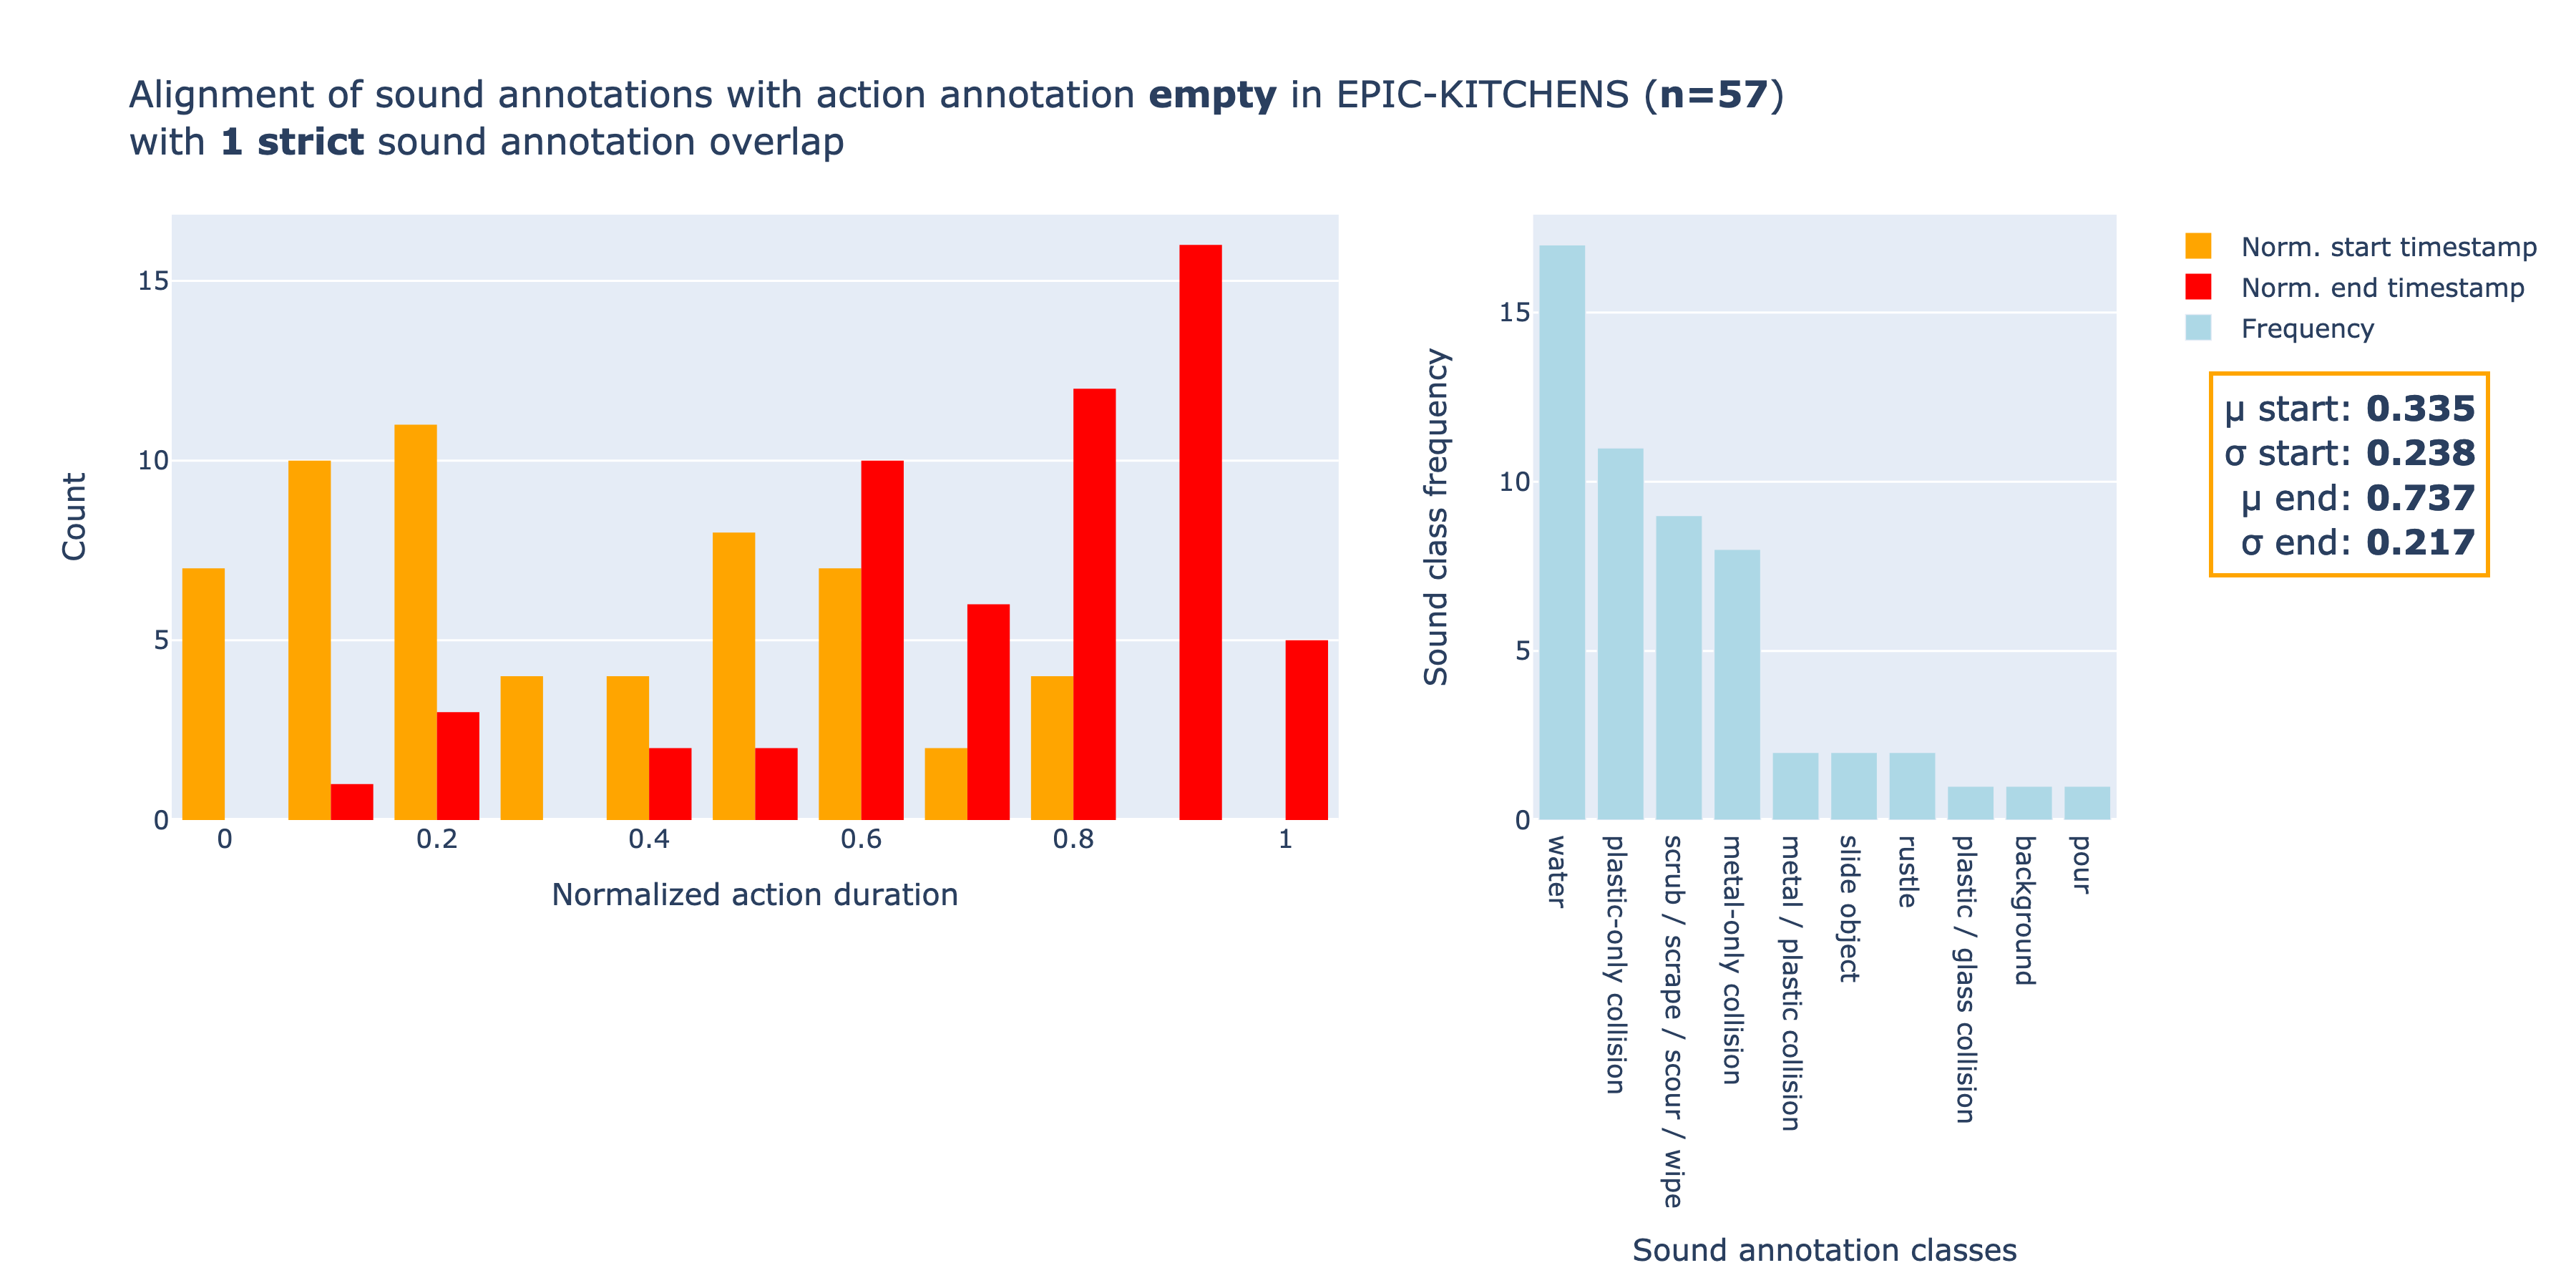 Alignment of sound annotations with action annotation empty in EPIC-KITCHENS (n=57)
with 1 strict sound annotation overlap
15
10
5
0
Count
0
0.2
0.4
0.6
0.8
1
Normalized action duration
15
10
5
0
Sound class frequency
water
plastic-only collision
scrub / scrape / scour / wipe
metal-only collision
metal / plastic collision
slide object
rustle
plastic / glass collision
background
pour
Sound annotation classes
Norm. start timestamp
Norm. end timestamp
Frequency
μ start: 0.335
σ start: 0.238
μ end: 0.737
σ end: 0.217